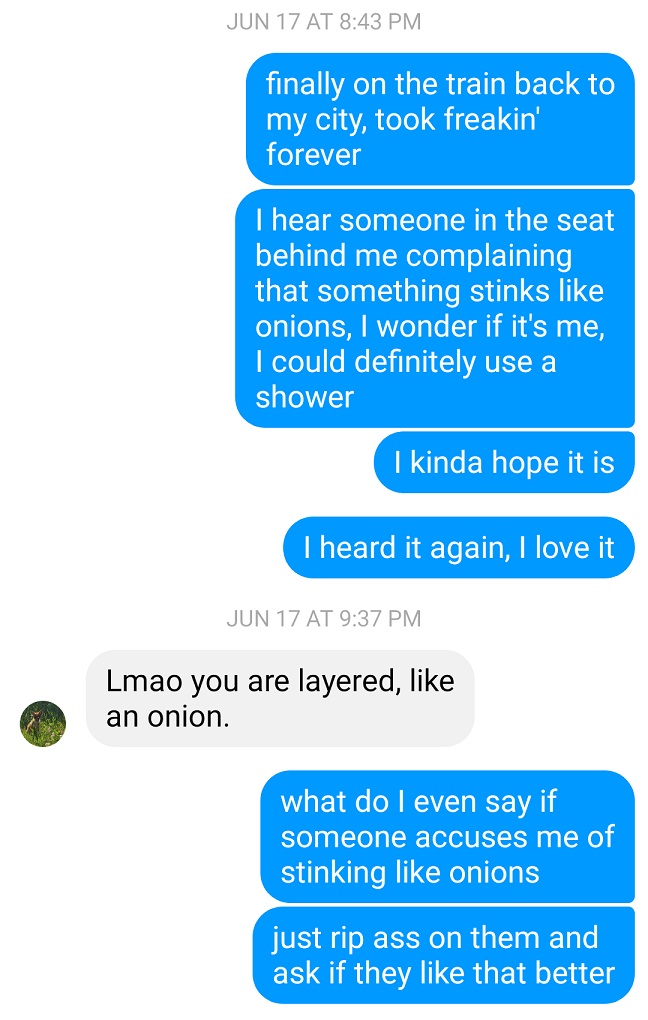 JUN 17 AT 8:43 PM
finally on the train back to
my city, took freakin'
forever
I hear someone in the seat
behind me complaining
that something stinks like
onions, I wonder if it's me,
I could definitely use a
shower
I kinda hope it is
I heard it again, I love it
JUN 17 AT 9:37 PM
Lmao you are layered, like
an onion.
what do I even say if
someone accuses me of
stinking like onions
just rip ass on them and
ask if they like that better